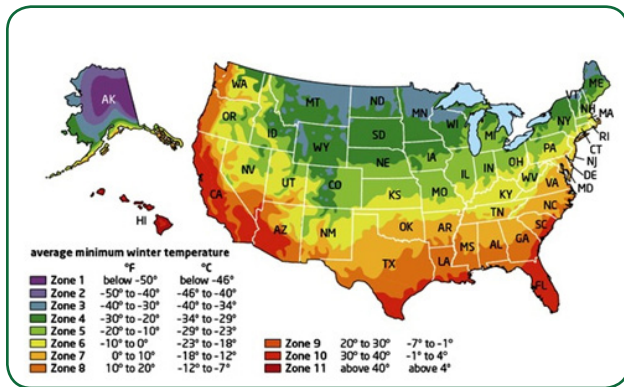 AK
HI
WA
OR
CA
ID
NV
AZ
MT
WY
UT
CO
NM
ND
SD
NE
KS
OK
TX
MN
IA
MO
AR
LA
WI
IL
MS
MI
IN
KY
TN
AL
OH
WV
GA
FL
SC
NC
VA
PA
NY
VT
NH
ME
MA
RI
CT
NJ
DE
MD
average minimum winter temperature
°F °C
Zone 1 below -50° below -46°
Zone 2 -50° to -40° -46° to -40°
Zone 3 -40° to -30° -40° to -34°
Zone 4 -30° to -20° -34° to -29°
Zone 5 -20° to -10° -29° to -23°
Zone 6 -10° to 0° -23° to -18°
Zone 7 0° to 10° -18° to -12°
Zone 8 10° to 20° -12° to -7°
Zone 9 20° to 30° -7° to -1°
Zone 10 30° to 40° -1° to 4°
Zone 11 above 40° above 4°